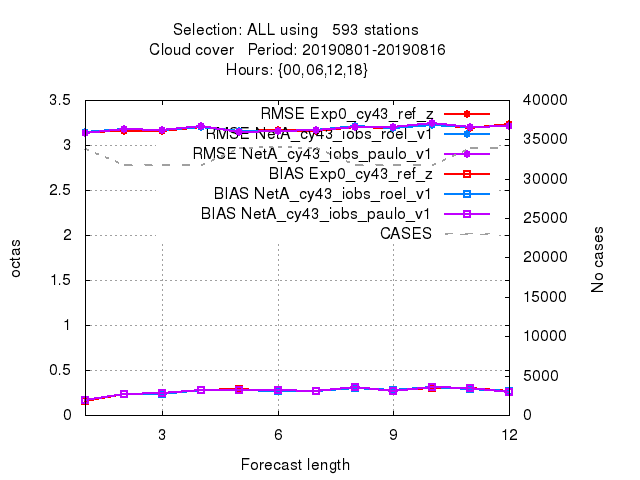 Selection: ALL using   593 stations
Cloud cover   Period: 20190801-20190816
Hours: {00,06,12,18}
RMSE Exp0_cy43_ref_z
RMSE NetA_cy43_iobs_roel_v1
RMSE NetA_cy43_iobs_paulo_v1
BIAS Exp0_cy43_ref_z
BIAS NetA_cy43_iobs_roel_v1
BIAS NetA_cy43_iobs_paulo_v1
CASES
3.5
3
2.5
2
1.5
1
0.5
0
octas
40000
35000
30000
25000
20000
15000
10000
5000
0
No cases
3 6 9 12
Forecast length